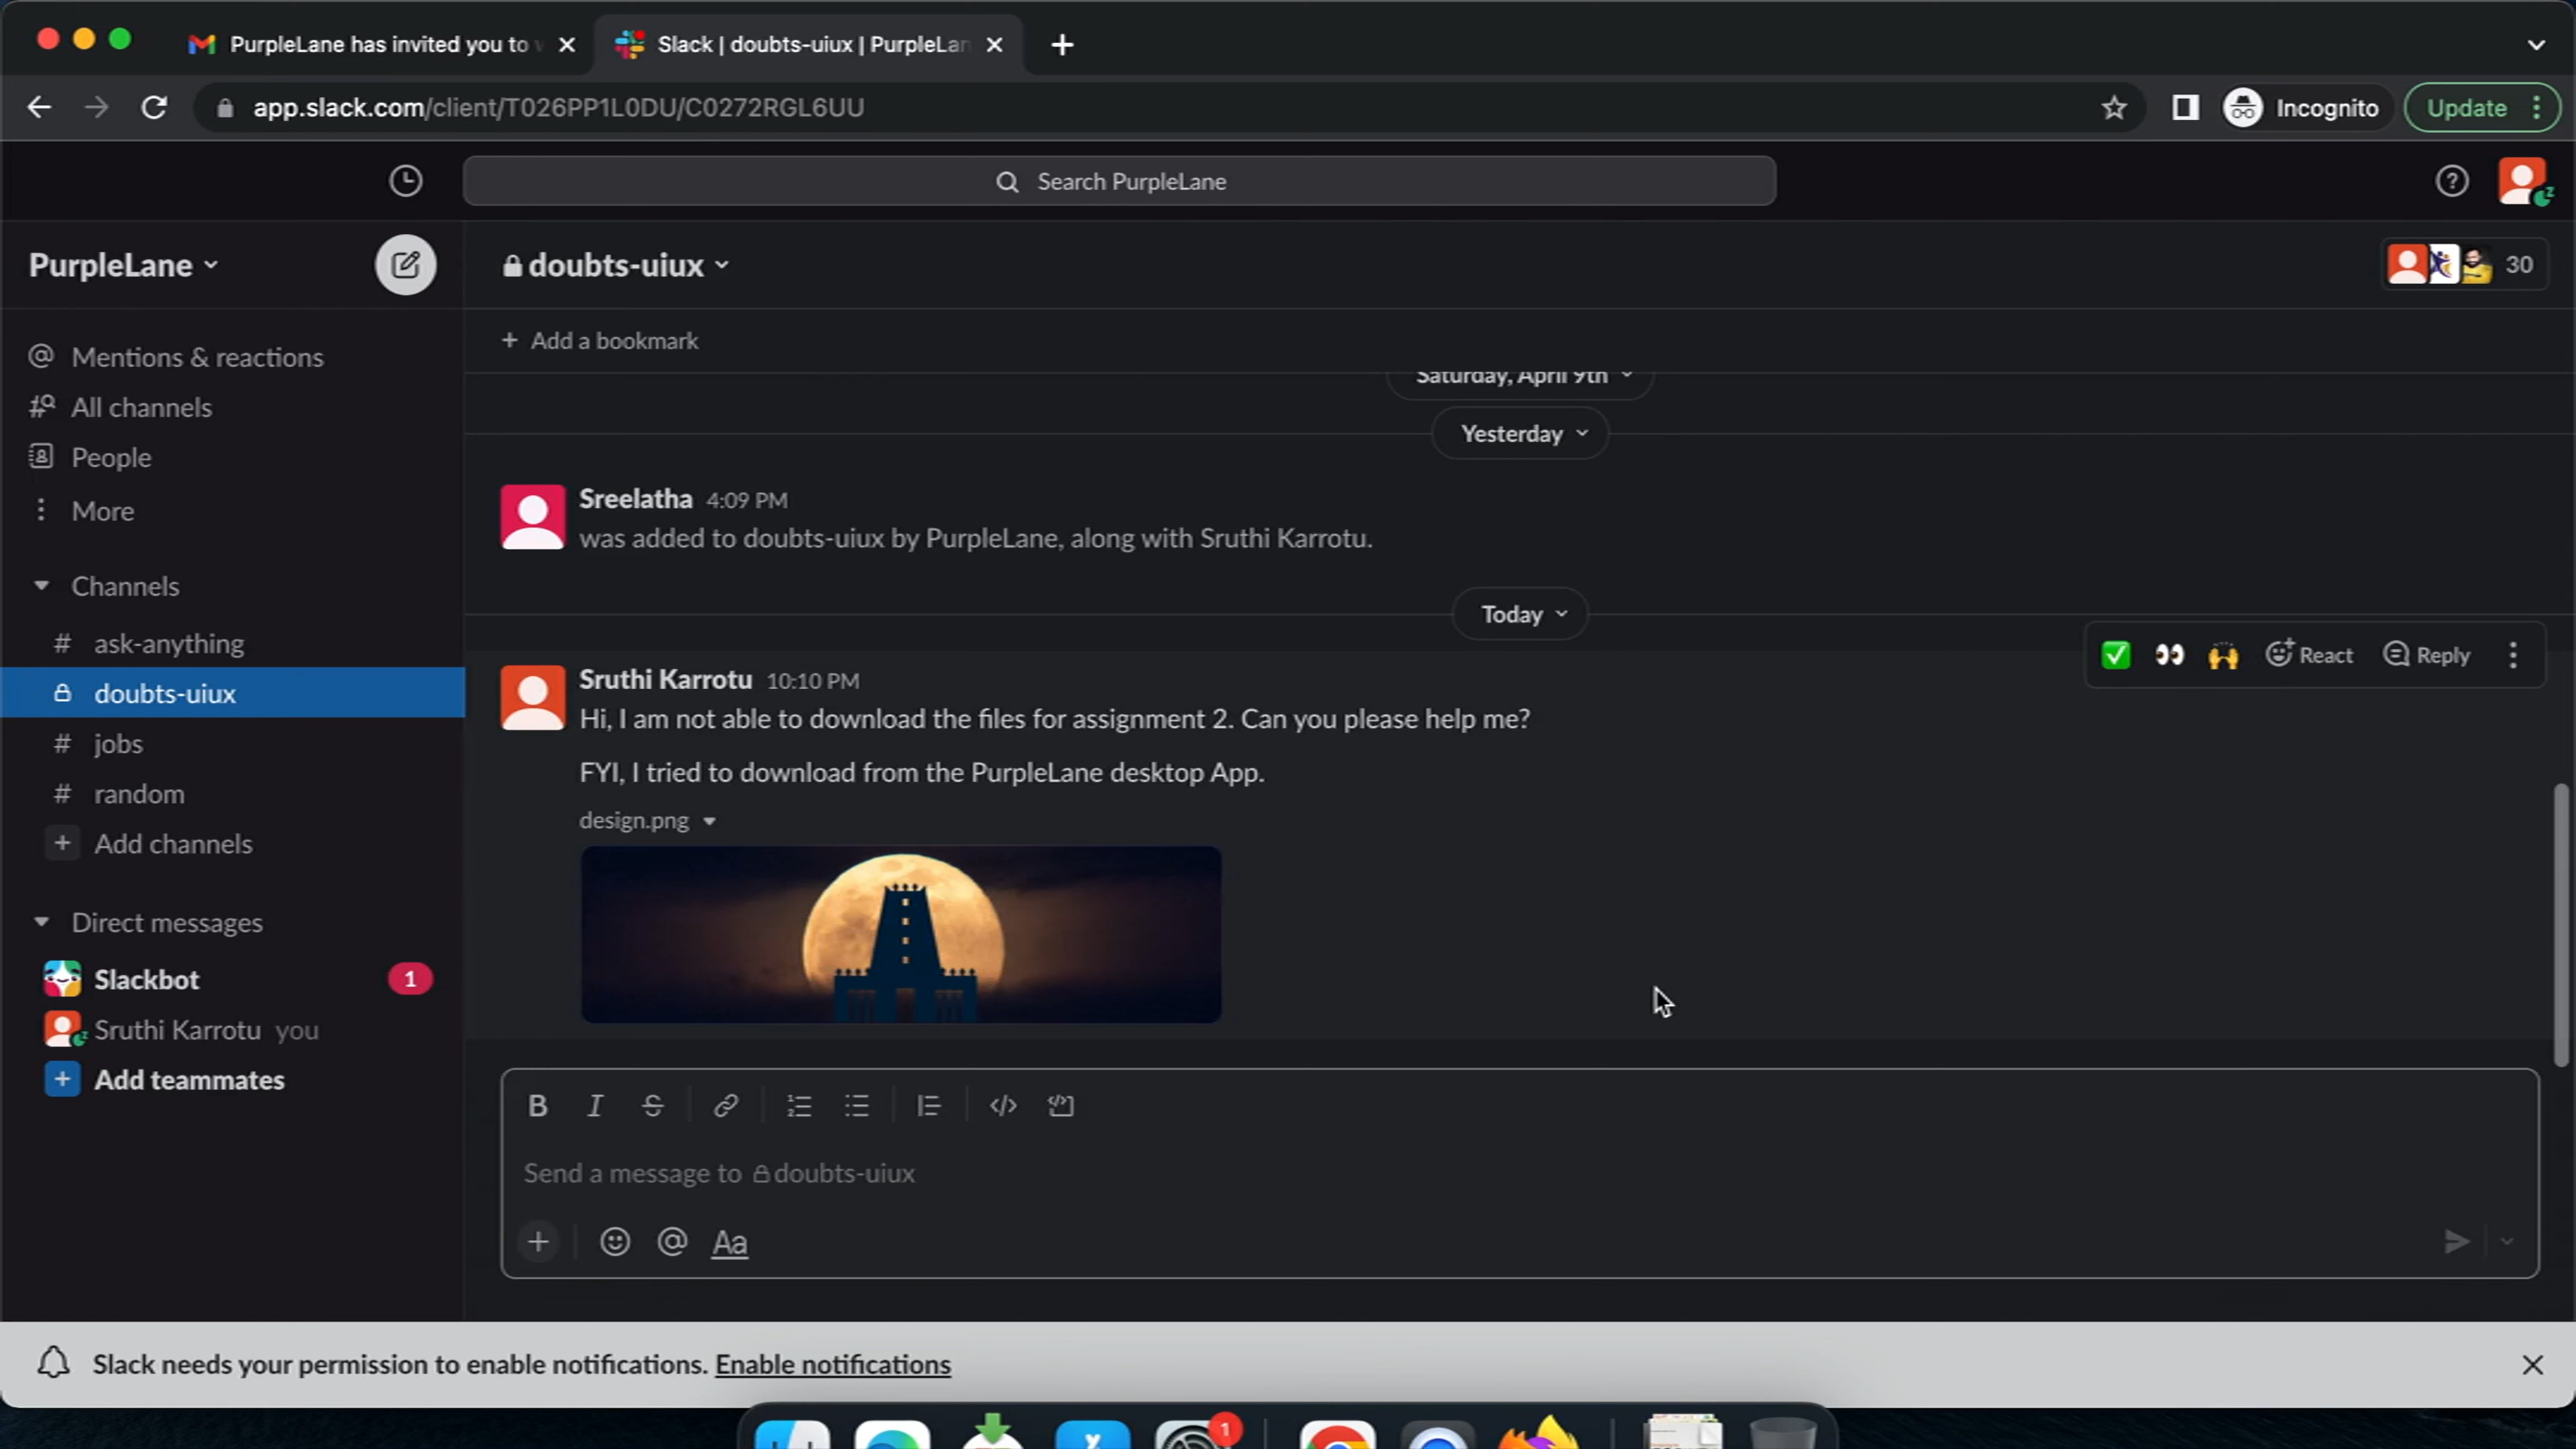 PurpleLane has invited you to
Slack | doubts-uiux | PurpleLan
app.slack.com/client/T026PP1L0DU/C0272RGL6UU
Incognito
Update
Search PurpleLane
PurpleLane
doubts-uiux
30
Add a bookmark
Mentions & reactions
All channels
People
More
Channels
# ask-anything
doubts-uiux
# jobs
# random
+ Add channels
Direct messages
Slackbot 1
Sruthi Karrotu you
+ Add teammates
Saturday, April 9th
Yesterday
Sreelatha 4:09 PM
was added to doubts-uiux by PurpleLane, along with Sruthi Karrotu.
Today
React
Reply
Sruthi Karrotu 10:10 PM
Hi, I am not able to download the files for assignment 2. Can you please help me?
FYI, I tried to download from the PurpleLane desktop App.
design.png
B I S
Send a message to doubts-uiux
+ @ Aa
Slack needs your permission to enable notifications. Enable notifications
1